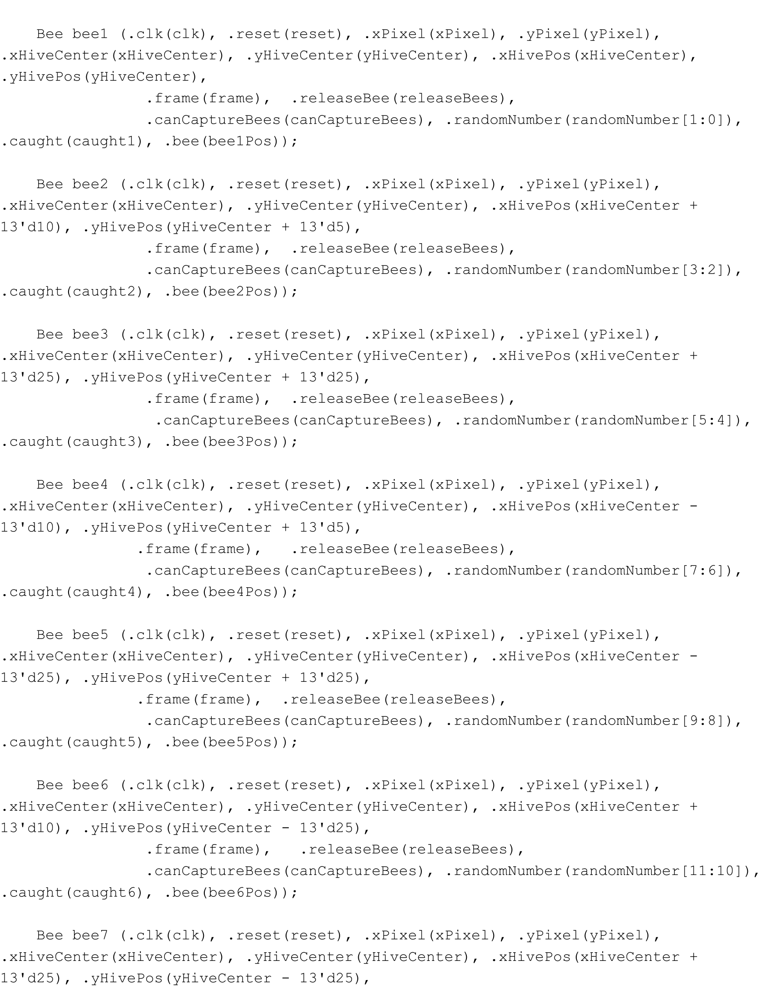 Bee bee1 (.clk(clk), .reset(reset), .xPixel(xPixel), .yPixel(yPixel),
.xHiveCenter(xHiveCenter), .yHiveCenter(yHiveCenter), .xHivePos(xHiveCenter),
.yHivePos(yHiveCenter),
.frame(frame),  .releaseBee(releaseBees),
.canCaptureBees(canCaptureBees), .randomNumber(randomNumber[1:0]),
.caught(caught1), .bee(bee1Pos));

Bee bee2 (.clk(clk), .reset(reset), .xPixel(xPixel), .yPixel(yPixel),
.xHiveCenter(xHiveCenter), .yHiveCenter(yHiveCenter), .xHivePos(xHiveCenter +
13'd10), .yHivePos(yHiveCenter + 13'd5),
.frame(frame),  .releaseBee(releaseBees),
.canCaptureBees(canCaptureBees), .randomNumber(randomNumber[3:2]),
.caught(caught2), .bee(bee2Pos));

Bee bee3 (.clk(clk), .reset(reset), .xPixel(xPixel), .yPixel(yPixel),
.xHiveCenter(xHiveCenter), .yHiveCenter(yHiveCenter), .xHivePos(xHiveCenter +
13'd25), .yHivePos(yHiveCenter + 13'd25),
.frame(frame),  .releaseBee(releaseBees),
.canCaptureBees(canCaptureBees), .randomNumber(randomNumber[5:4]),
.caught(caught3), .bee(bee3Pos));

Bee bee4 (.clk(clk), .reset(reset), .xPixel(xPixel), .yPixel(yPixel),
.xHiveCenter(xHiveCenter), .yHiveCenter(yHiveCenter), .xHivePos(xHiveCenter -
13'd10), .yHivePos(yHiveCenter + 13'd5),
.frame(frame),   .releaseBee(releaseBees),
.canCaptureBees(canCaptureBees), .randomNumber(randomNumber[7:6]),
.caught(caught4), .bee(bee4Pos));

Bee bee5 (.clk(clk), .reset(reset), .xPixel(xPixel), .yPixel(yPixel),
.xHiveCenter(xHiveCenter), .yHiveCenter(yHiveCenter), .xHivePos(xHiveCenter -
13'd25), .yHivePos(yHiveCenter + 13'd25),
.frame(frame),  .releaseBee(releaseBees),
.canCaptureBees(canCaptureBees), .randomNumber(randomNumber[9:8]),
.caught(caught5), .bee(bee5Pos));

Bee bee6 (.clk(clk), .reset(reset), .xPixel(xPixel), .yPixel(yPixel),
.xHiveCenter(xHiveCenter), .yHiveCenter(yHiveCenter), .xHivePos(xHiveCenter +
13'd10), .yHivePos(yHiveCenter - 13'd25),
.frame(frame),   .releaseBee(releaseBees),
.canCaptureBees(canCaptureBees), .randomNumber(randomNumber[11:10]),
.caught(caught6), .bee(bee6Pos));

Bee bee7 (.clk(clk), .reset(reset), .xPixel(xPixel), .yPixel(yPixel),
.xHiveCenter(xHiveCenter), .yHiveCenter(yHiveCenter), .xHivePos(xHiveCenter +
13'd25), .yHivePos(yHiveCenter - 13'd25),